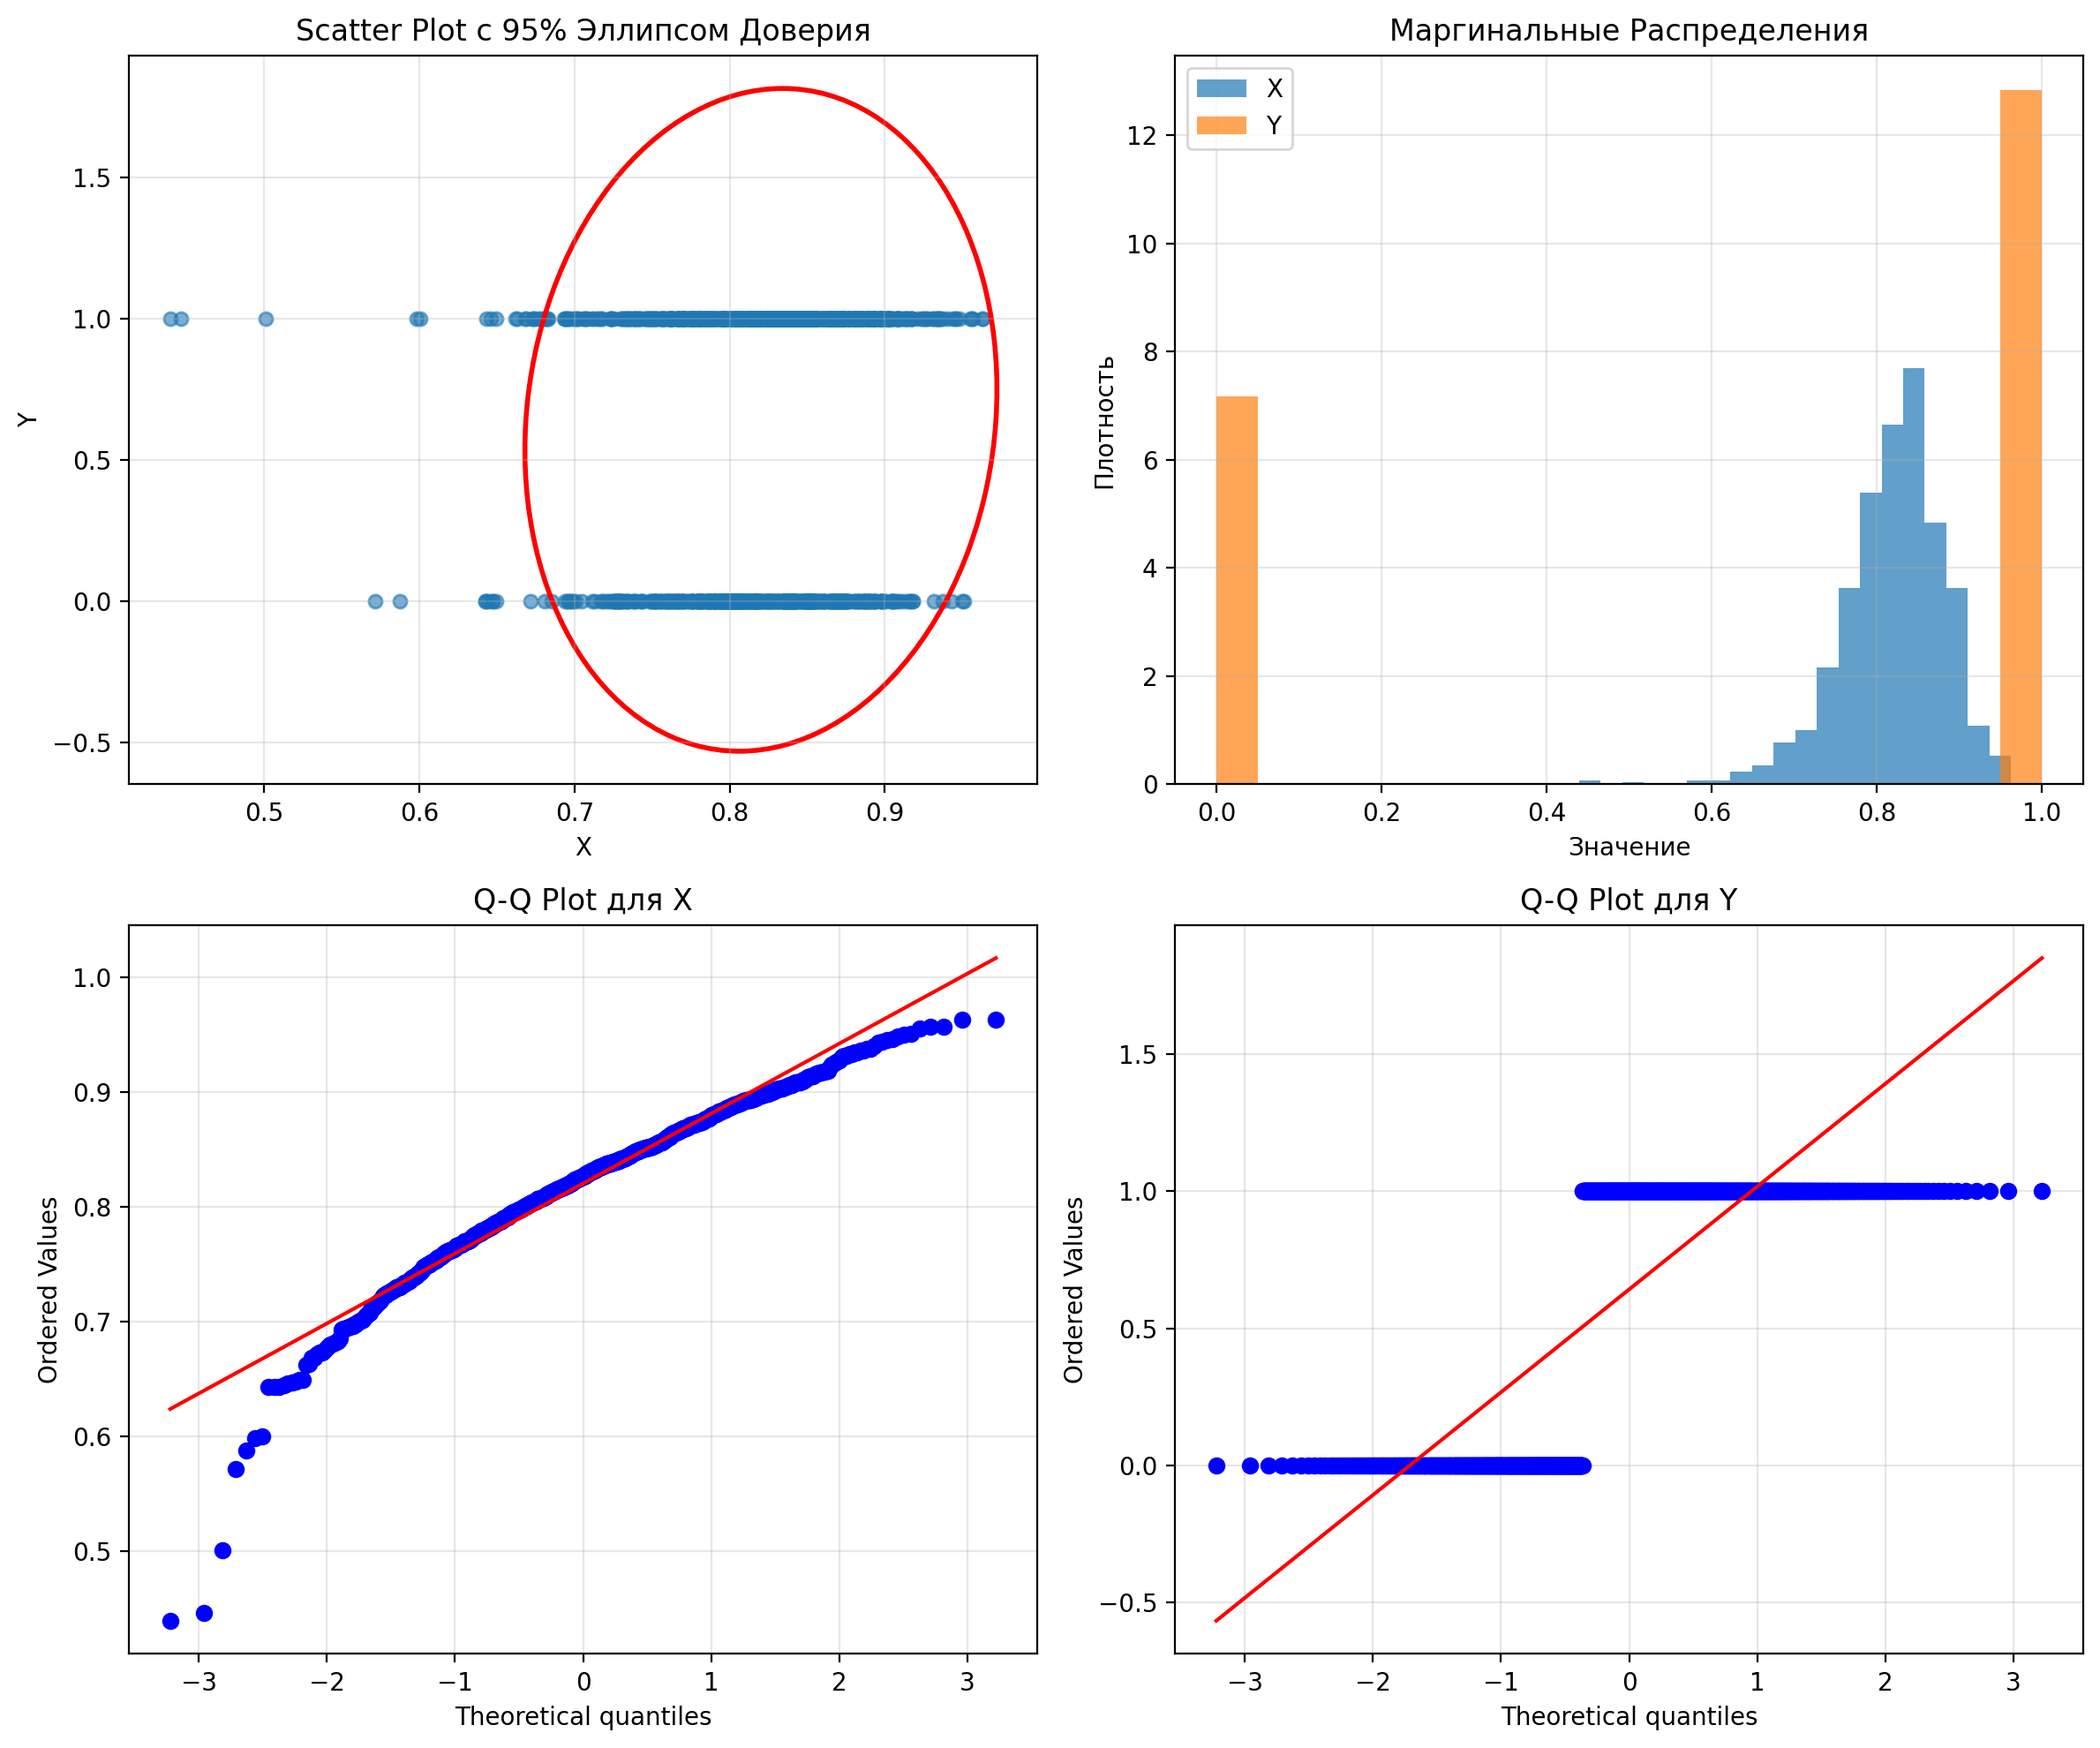 Scatter Plot с 95% Эллипсом Доверия
1.5
1.0
0.5
0.0
−0.5
Y
0.5 0.6 0.7 0.8 0.9
X
Маргинальные Распределения
X
Y
12
10
8
6
4
2
0
Плотность
0.0 0.2 0.4 0.6 0.8 1.0
Значение
Q-Q Plot для X
1.0
0.9
0.8
0.7
0.6
0.5
Ordered Values
−3 −2 −1 0 1 2 3
Theoretical quantiles
Q-Q Plot для Y
1.5
1.0
0.5
0.0
−0.5
Ordered Values
−3 −2 −1 0 1 2 3
Theoretical quantiles